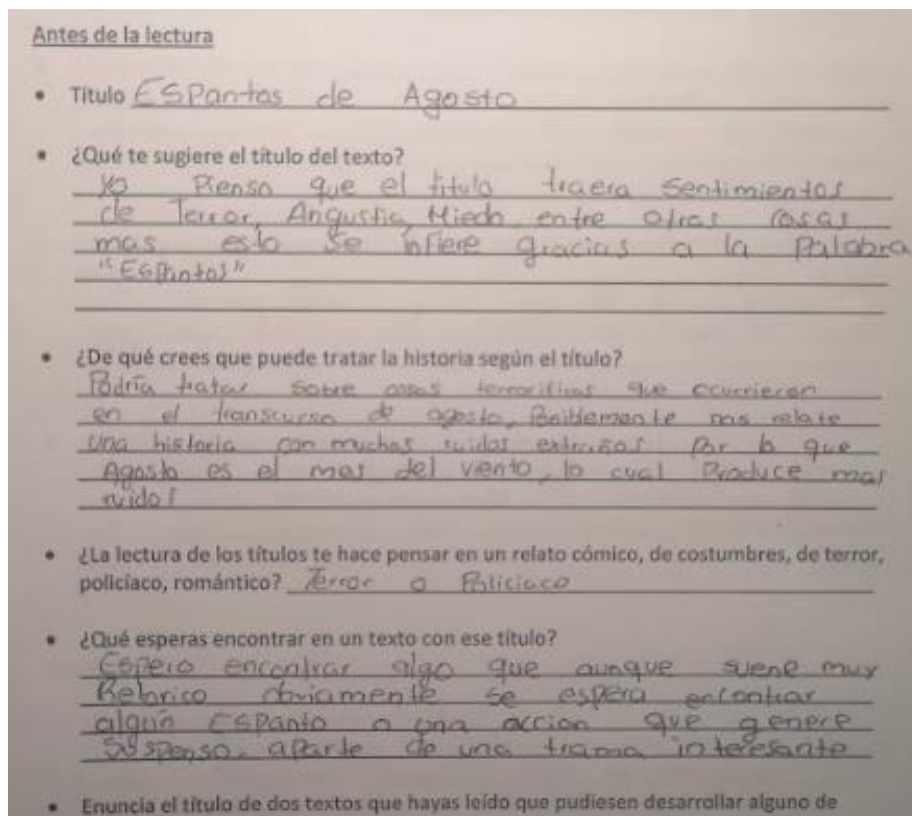 Antes de la lectura
• Titulo ESPantos de Agosto
• ¿Qué te sugiere el título del texto?
Yo Pienso que el titulo traera Sentimientos
de Terror, Angustia, Miedo entre otras cosas
mas esto se infiere gracias a la Palabra
"ESPantos"
• ¿De qué crees que puede tratar la historia según el título?
Podría tratar sobre cosas terrorificas que ocurrieron
en el transcurso de agosto, nos relate
una historia con muchos ruidos extraños Por lo que
Agosto es el mes del viento, lo cual Produce mas
ruidos
• ¿La lectura de los títulos te hace pensar en un relato cómico, de costumbres, de terror,
policíaco, romántico? Terror o Policiaco
• ¿Qué esperas encontrar en un texto con ese título?
Espero encontrar algo que aunque suene muy
Retorico obviamente se espera encontrar
algún ESPanto o una accion que genere
Suspenso, aparte de una trama interesante
• Enuncia el título de dos textos que hayas leído que pudiesen desarrollar alguno de